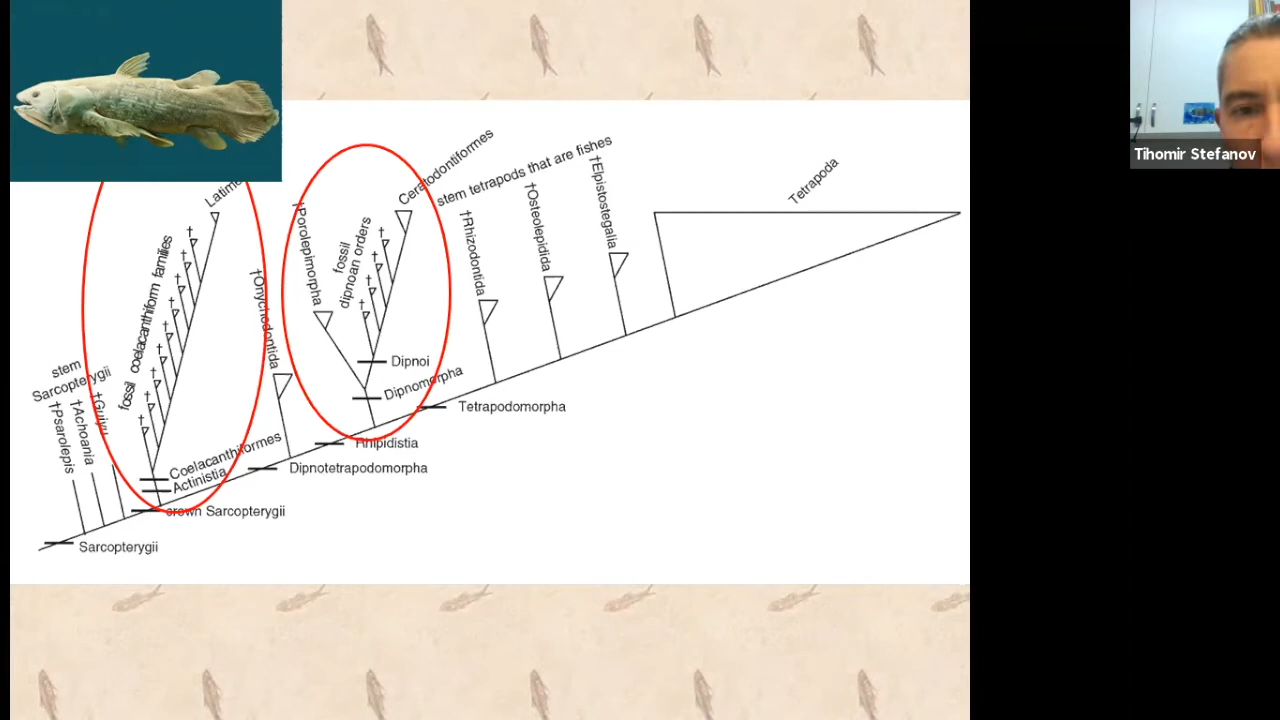 Tihomir Stefanov
Ceratodontiformes
stem tetrapods that are fishes
Tetrapoda
†Elpistostegalia
†Osteolepidida
†Rhizodontida
†Porolepimorpha
fossil
dipnoan orders
†
†
†
†
Dipnoi
Dipnomorpha
Tetrapodomorpha
†Onychodontida
Rhipidistia
Dipnotetrapodomorpha
fossil coelacanthiform families
†
†
†
†
†
†
†
†
†
Coelacanthiformes
Actinistia
crown Sarcopterygii
stem
Sarcopterygii
†Guiyu
†Achoania
†Psarolepis
Sarcopterygii